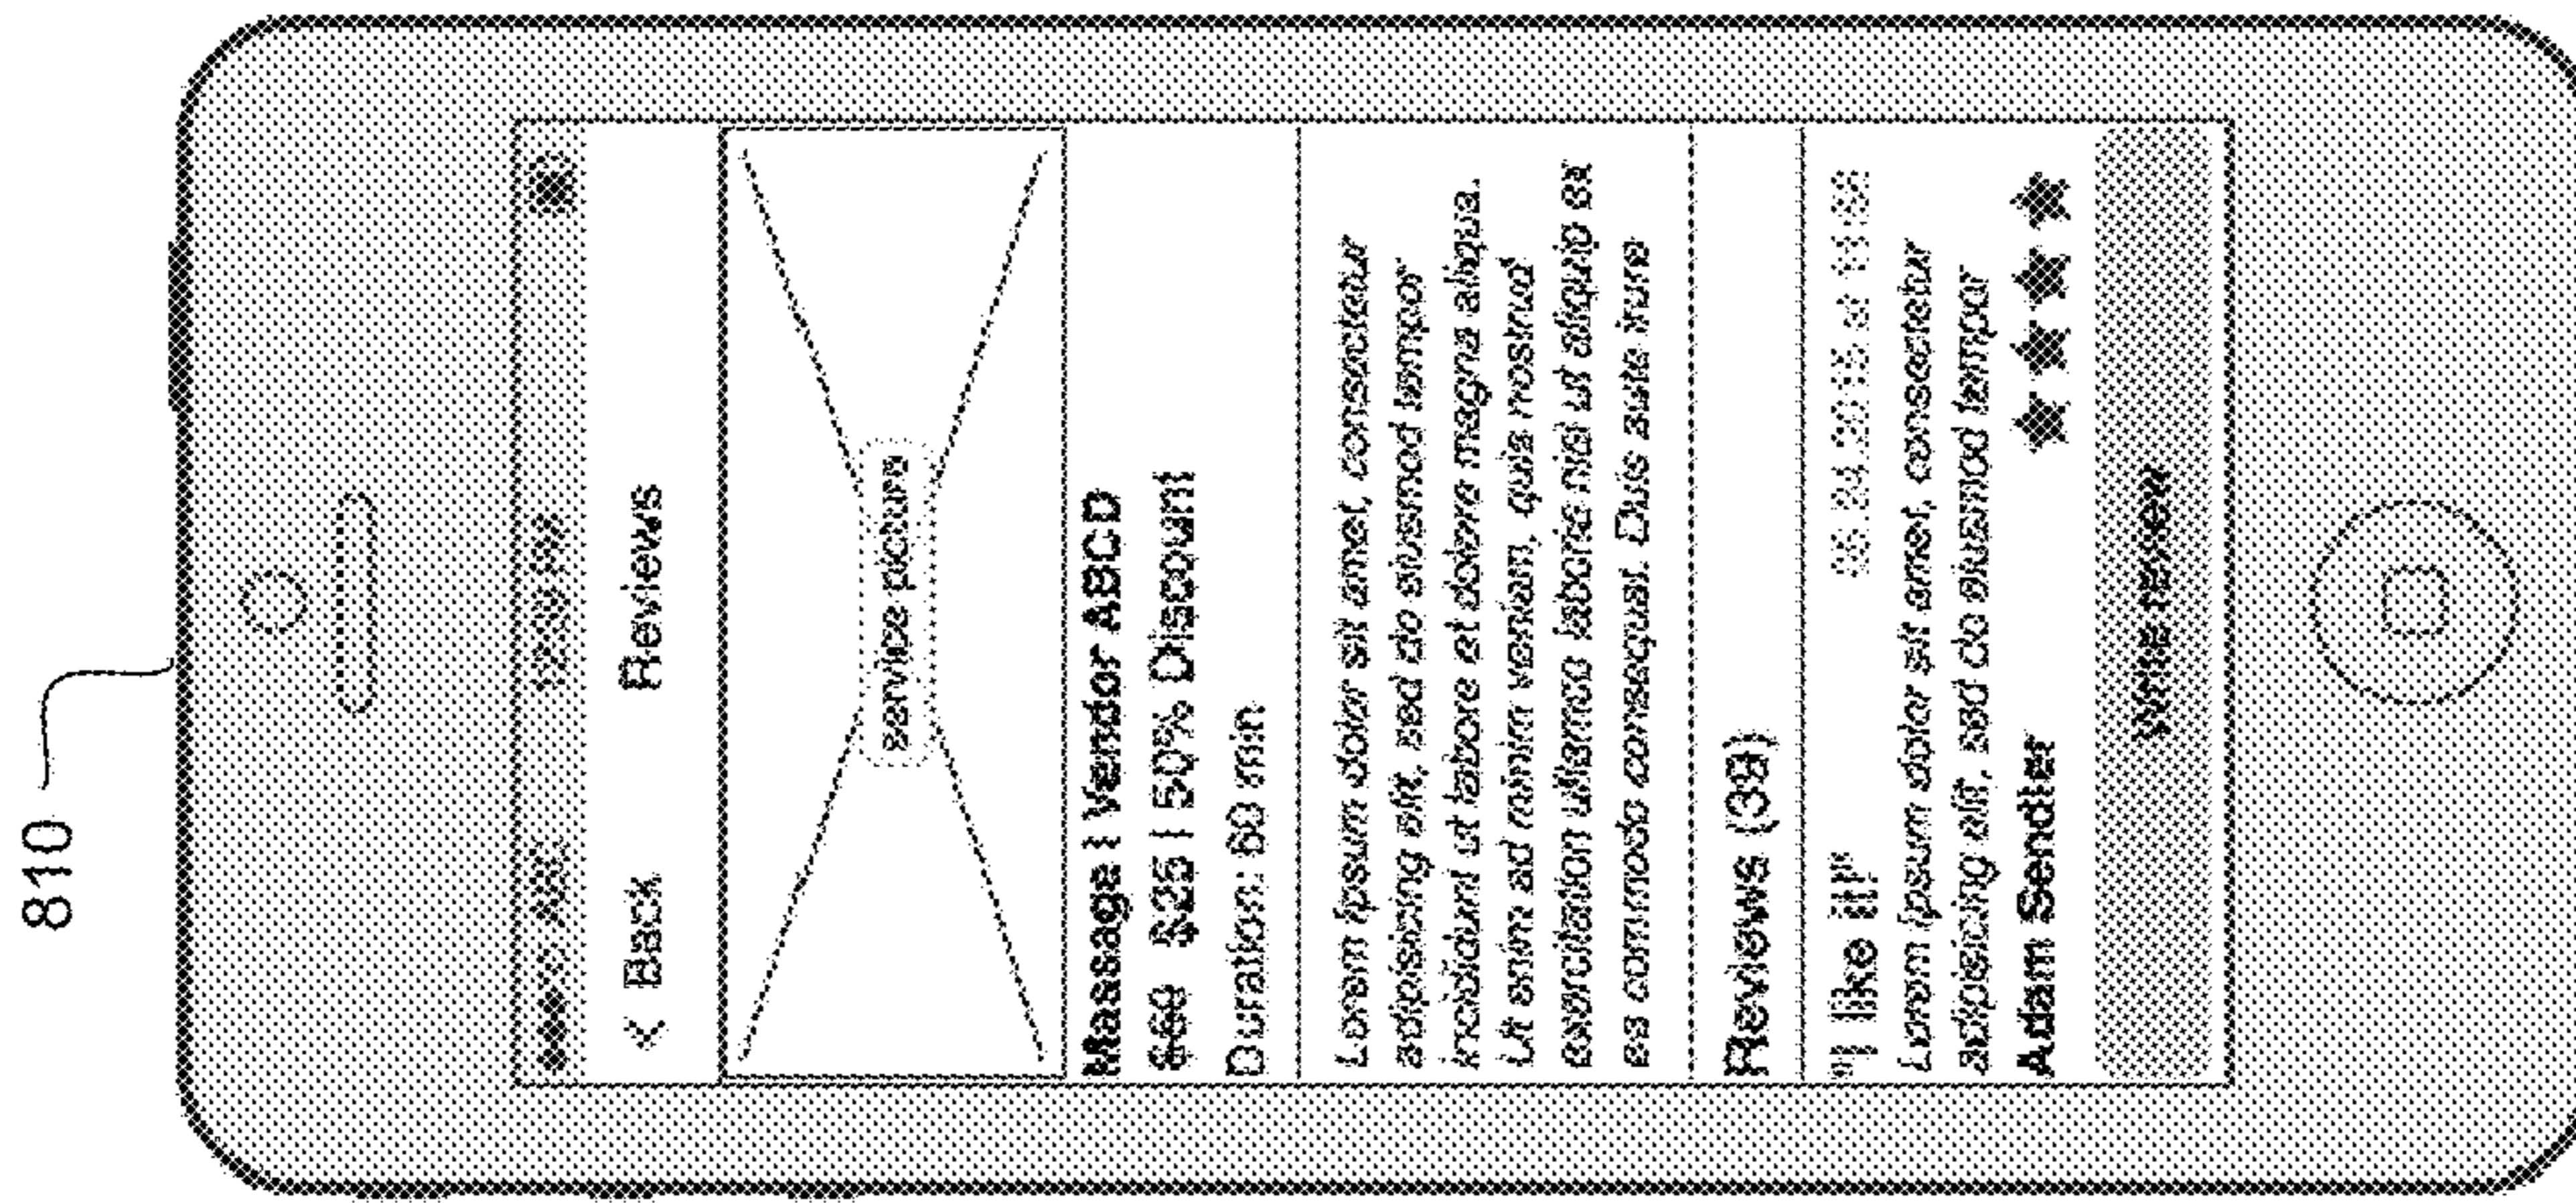 810
ABC 12:00 PM
< Back Reviews
service picture
Massage | Vendor ABCD
$25 | 50% Discount
Duration: 60 min
Lorem ipsum dolor sit amet, consectetur
adipisicing elit, sed do eiusmod tempor
incididunt ut labore et dolore magna aliqua.
Ut enim ad minim veniam, quis nostrud
exercitation ullamco laboris nisi ut aliquip ex
ea commodo consequat. Duis aute irure
Reviews (39)
"I like it!"
Lorem ipsum dolor sit amet, consectetur
adipisicing elit, sed do eiusmod tempor
Adam Sendler
Write review